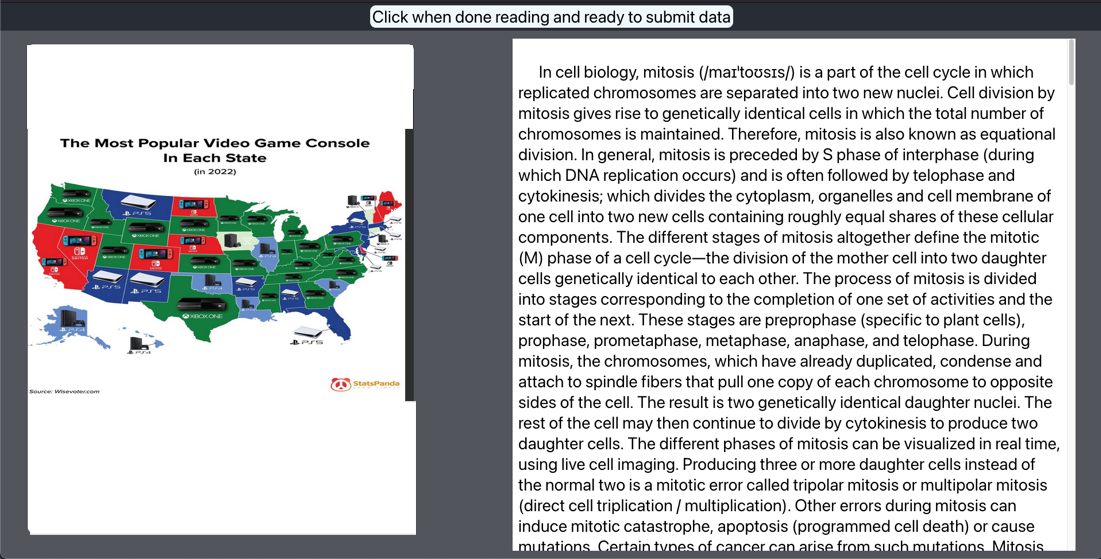 Click when done reading and ready to submit data
The Most Popular Video Game Console
In Each State
(in 2022)
XBOX ONE
PS5
XBOX ONE
PS5
PS5
XBOX ONE
PS4
PS4
PS5
Source: Wisevoter.com
StatsPanda
In cell biology, mitosis (/maɪˈtoʊsɪs/) is a part of the cell cycle in which
replicated chromosomes are separated into two new nuclei. Cell division by
mitosis gives rise to genetically identical cells in which the total number of
chromosomes is maintained. Therefore, mitosis is also known as equational
division. In general, mitosis is preceded by S phase of interphase (during
which DNA replication occurs) and is often followed by telophase and
cytokinesis; which divides the cytoplasm, organelles and cell membrane of
one cell into two new cells containing roughly equal shares of these cellular
components. The different stages of mitosis altogether define the mitotic
(M) phase of a cell cycle—the division of the mother cell into two daughter
cells genetically identical to each other. The process of mitosis is divided
into stages corresponding to the completion of one set of activities and the
start of the next. These stages are preprophase (specific to plant cells),
prophase, prometaphase, metaphase, anaphase, and telophase. During
mitosis, the chromosomes, which have already duplicated, condense and
attach to spindle fibers that pull one copy of each chromosome to opposite
sides of the cell. The result is two genetically identical daughter nuclei. The
rest of the cell may then continue to divide by cytokinesis to produce two
daughter cells. The different phases of mitosis can be visualized in real time,
using live cell imaging. Producing three or more daughter cells instead of
the normal two is a mitotic error called tripolar mitosis or multipolar mitosis
(direct cell triplication / multiplication). Other errors during mitosis can
induce mitotic catastrophe, apoptosis (programmed cell death) or cause
mutations. Certain types of cancer can arise from such mutations. Mitosis